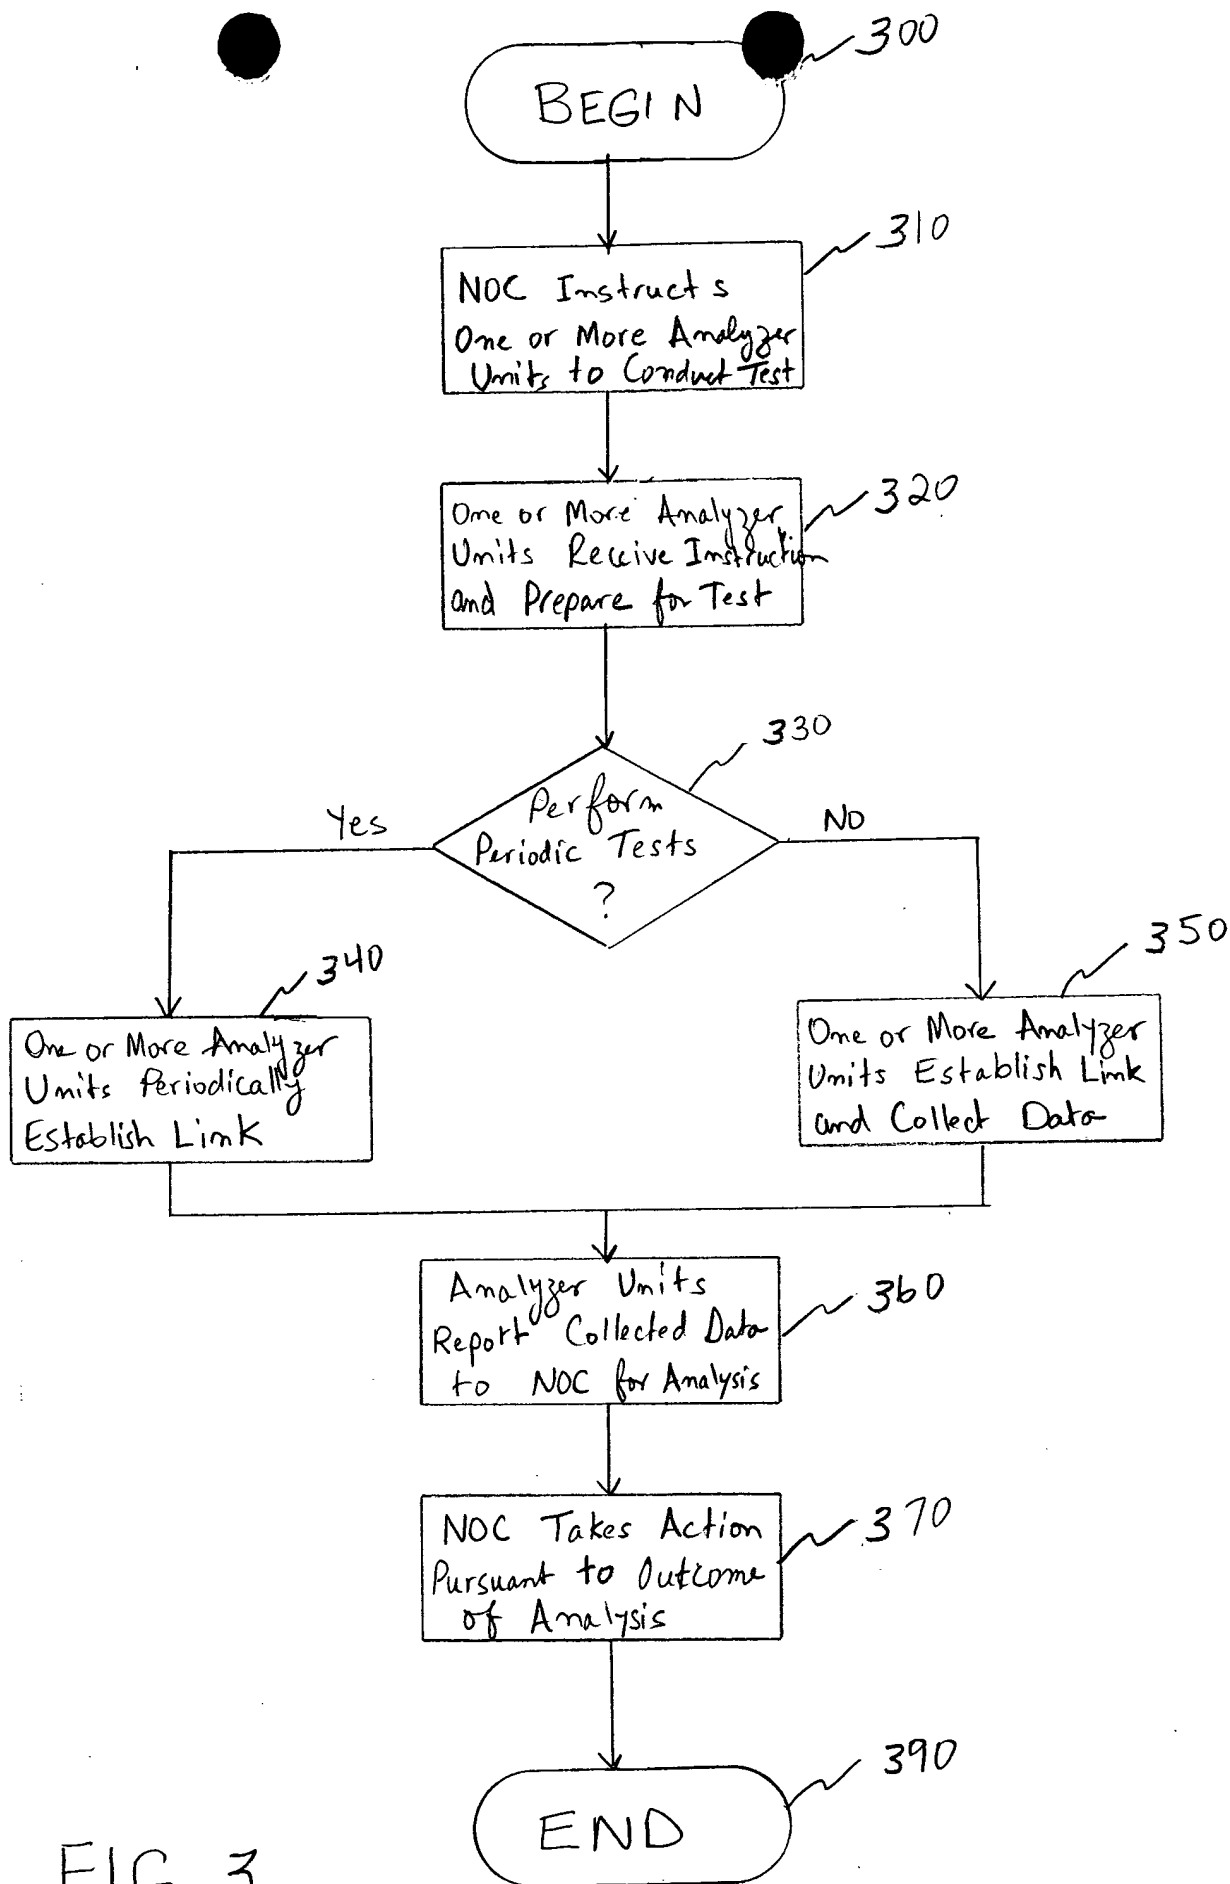 300
BEGIN
310
NOC Instructs
One or More Analyzer
Units to Conduct Test
320
One or More Analyzer
Units Receive Instruction
and Prepare for Test
330
Perform
Periodic Tests
?
Yes
NO
340
One or More Analyzer
Units Periodically
Establish Link
350
One or More Analyzer
Units Establish Link
and Collect Data
360
Analyzer Units
Report Collected Data
to NOC for Analysis
370
NOC Takes Action
Pursuant to Outcome
of Analysis
390
END
FIG. 3